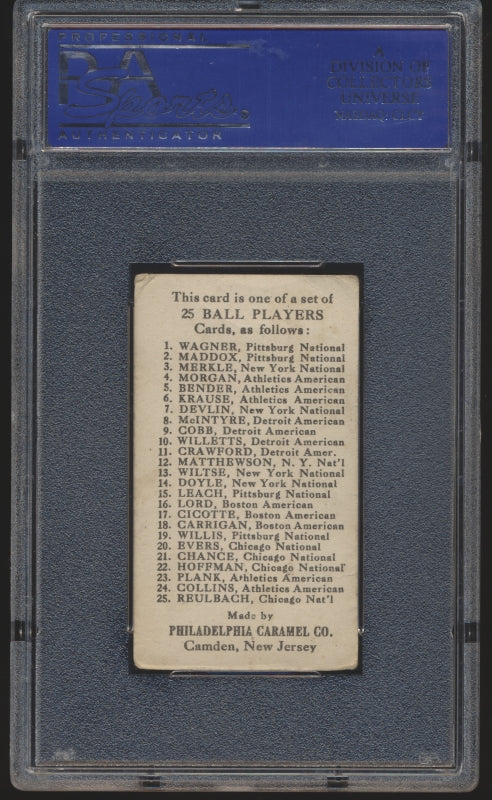 PROFESSIONAL
PSA
Sports
AUTHENTICATOR
A
DIVISION OF
COLLECTORS
UNIVERSE
This card is one of a set of
25 BALL PLAYERS
Cards, as follows:
1. WAGNER, Pittsburg National
2. MADDOX, Pittsburg National
3. MERKLE, New York National
4. MORGAN, Athletics American
5. BENDER, Athletics American
6. KRAUSE, Athletics American
7. DEVLIN, New York National
8. McINTYRE, Detroit American
9. COBB, Detroit American
10. WILLETTS, Detroit American
11. CRAWFORD, Detroit Amer.
12. MATTHEWSON, N. Y. Nat'l
13. WILTSE, New York National
14. DOYLE, New York National
15. LEACH, Pittsburg National
16. LORD, Boston American
17. CICOTTE, Boston American
18. CARRIGAN, Boston American
19. WILLIS, Pittsburg National
20. EVERS, Chicago National
21. CHANCE, Chicago National
22. HOFFMAN, Chicago National
23. PLANK, Athletics American
24. COLLINS, Athletics American
25. REULBACH, Chicago Nat'l
Made by
PHILADELPHIA CARAMEL CO.
Camden, New Jersey